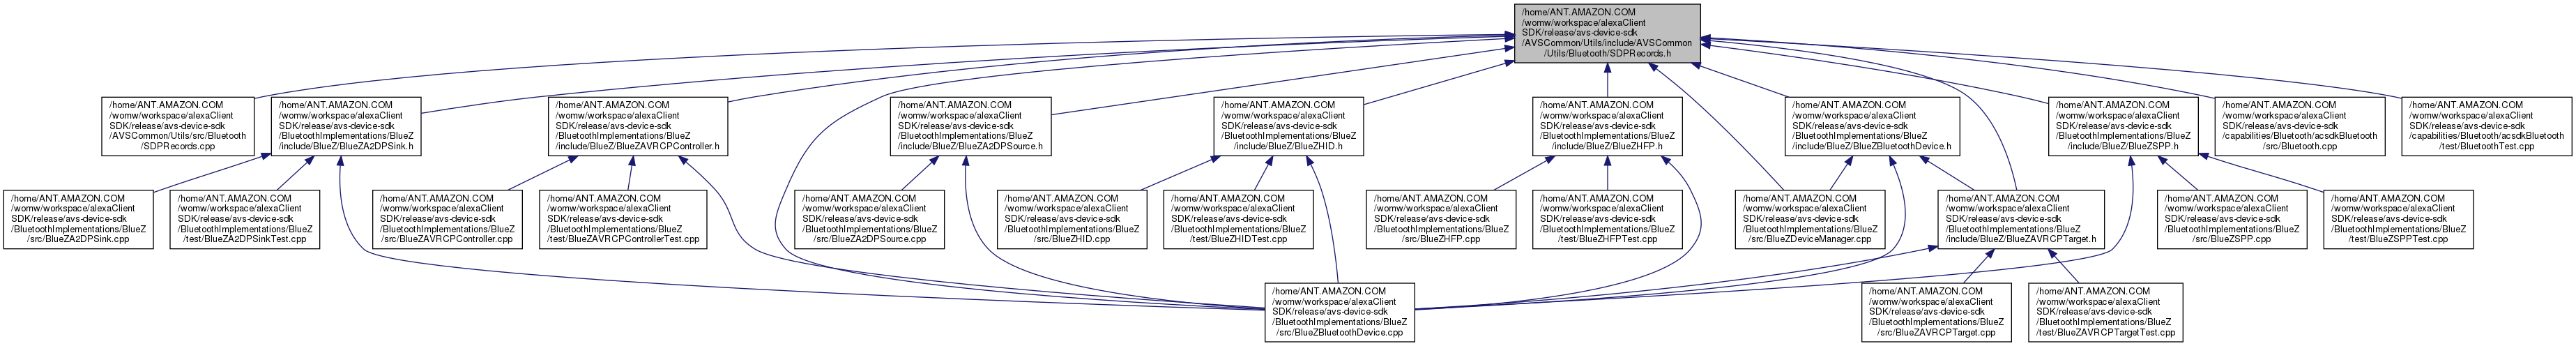 /home/ANT.AMAZON.COM
/womw/workspace/alexaClient
SDK/release/avs-device-sdk
/AVSCommon/Utils/include/AVSCommon
/Utils/Bluetooth/SDPRecords.h
/home/ANT.AMAZON.COM
/womw/workspace/alexaClient
SDK/release/avs-device-sdk
/AVSCommon/Utils/src/Bluetooth
/SDPRecords.cpp
/home/ANT.AMAZON.COM
/womw/workspace/alexaClient
SDK/release/avs-device-sdk
/BluetoothImplementations/BlueZ
/include/BlueZ/BlueZA2DPSink.h
/home/ANT.AMAZON.COM
/womw/workspace/alexaClient
SDK/release/avs-device-sdk
/BluetoothImplementations/BlueZ
/include/BlueZ/BlueZAVRCPController.h
/home/ANT.AMAZON.COM
/womw/workspace/alexaClient
SDK/release/avs-device-sdk
/BluetoothImplementations/BlueZ
/include/BlueZ/BlueZA2DPSource.h
/home/ANT.AMAZON.COM
/womw/workspace/alexaClient
SDK/release/avs-device-sdk
/BluetoothImplementations/BlueZ
/include/BlueZ/BlueZHID.h
/home/ANT.AMAZON.COM
/womw/workspace/alexaClient
SDK/release/avs-device-sdk
/BluetoothImplementations/BlueZ
/include/BlueZ/BlueZHFP.h
/home/ANT.AMAZON.COM
/womw/workspace/alexaClient
SDK/release/avs-device-sdk
/BluetoothImplementations/BlueZ
/include/BlueZ/BlueZBluetoothDevice.h
/home/ANT.AMAZON.COM
/womw/workspace/alexaClient
SDK/release/avs-device-sdk
/BluetoothImplementations/BlueZ
/include/BlueZ/BlueZSPP.h
/home/ANT.AMAZON.COM
/womw/workspace/alexaClient
SDK/release/avs-device-sdk
/capabilities/Bluetooth/acsdkBluetooth
/src/Bluetooth.cpp
/home/ANT.AMAZON.COM
/womw/workspace/alexaClient
SDK/release/avs-device-sdk
/capabilities/Bluetooth/acsdkBluetooth
/test/BluetoothTest.cpp
/home/ANT.AMAZON.COM
/womw/workspace/alexaClient
SDK/release/avs-device-sdk
/BluetoothImplementations/BlueZ
/src/BlueZA2DPSink.cpp
/home/ANT.AMAZON.COM
/womw/workspace/alexaClient
SDK/release/avs-device-sdk
/BluetoothImplementations/BlueZ
/test/BlueZA2DPSinkTest.cpp
/home/ANT.AMAZON.COM
/womw/workspace/alexaClient
SDK/release/avs-device-sdk
/BluetoothImplementations/BlueZ
/src/BlueZAVRCPController.cpp
/home/ANT.AMAZON.COM
/womw/workspace/alexaClient
SDK/release/avs-device-sdk
/BluetoothImplementations/BlueZ
/test/BlueZAVRCPControllerTest.cpp
/home/ANT.AMAZON.COM
/womw/workspace/alexaClient
SDK/release/avs-device-sdk
/BluetoothImplementations/BlueZ
/src/BlueZA2DPSource.cpp
/home/ANT.AMAZON.COM
/womw/workspace/alexaClient
SDK/release/avs-device-sdk
/BluetoothImplementations/BlueZ
/src/BlueZHID.cpp
/home/ANT.AMAZON.COM
/womw/workspace/alexaClient
SDK/release/avs-device-sdk
/BluetoothImplementations/BlueZ
/test/BlueZHIDTest.cpp
/home/ANT.AMAZON.COM
/womw/workspace/alexaClient
SDK/release/avs-device-sdk
/BluetoothImplementations/BlueZ
/src/BlueZHFP.cpp
/home/ANT.AMAZON.COM
/womw/workspace/alexaClient
SDK/release/avs-device-sdk
/BluetoothImplementations/BlueZ
/test/BlueZHFPTest.cpp
/home/ANT.AMAZON.COM
/womw/workspace/alexaClient
SDK/release/avs-device-sdk
/BluetoothImplementations/BlueZ
/src/BlueZDeviceManager.cpp
/home/ANT.AMAZON.COM
/womw/workspace/alexaClient
SDK/release/avs-device-sdk
/BluetoothImplementations/BlueZ
/include/BlueZ/BlueZAVRCPTarget.h
/home/ANT.AMAZON.COM
/womw/workspace/alexaClient
SDK/release/avs-device-sdk
/BluetoothImplementations/BlueZ
/src/BlueZSPP.cpp
/home/ANT.AMAZON.COM
/womw/workspace/alexaClient
SDK/release/avs-device-sdk
/BluetoothImplementations/BlueZ
/test/BlueZSPPTest.cpp
/home/ANT.AMAZON.COM
/womw/workspace/alexaClient
SDK/release/avs-device-sdk
/BluetoothImplementations/BlueZ
/src/BlueZBluetoothDevice.cpp
/home/ANT.AMAZON.COM
/womw/workspace/alexaClient
SDK/release/avs-device-sdk
/BluetoothImplementations/BlueZ
/src/BlueZAVRCPTarget.cpp
/home/ANT.AMAZON.COM
/womw/workspace/alexaClient
SDK/release/avs-device-sdk
/BluetoothImplementations/BlueZ
/test/BlueZAVRCPTargetTest.cpp